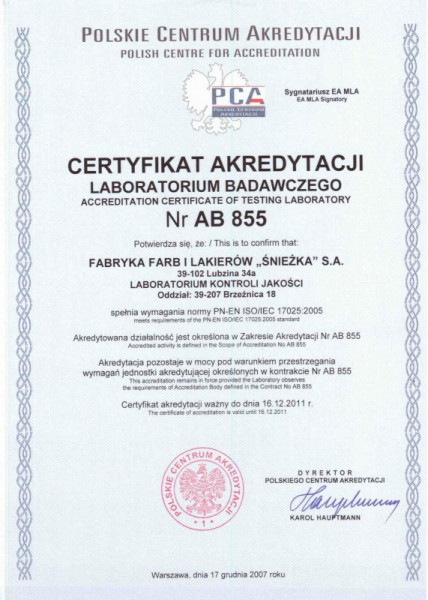 POLSKIE CENTRUM AKREDYTACJI
POLISH CENTRE FOR ACCREDITATION
PCA
POLSKIE CENTRUM
AKREDYTACJI
Sygnatariusz EA MLA
EA MLA Signatory
CERTYFIKAT AKREDYTACJI
LABORATORIUM BADAWCZEGO
ACCREDITATION CERTIFICATE OF TESTING LABORATORY
Nr AB 855
Potwierdza się, że: / This is to confirm that:
FABRYKA FARB I LAKIERÓW „ŚNIEŻKA” S.A.
39-102 Lubzina 34a
LABORATORIUM KONTROLI JAKOŚCI
Oddział: 39-207 Brzeźnica 18
spełnia wymagania normy PN-EN ISO/IEC 17025:2005
meets requirements of the PN-EN ISO/IEC 17025:2005 standard
Akredytowana działalność jest określona w Zakresie Akredytacji Nr AB 855
Accredited activity is defined in the Scope of Accreditation No AB 855
Akredytacja pozostaje w mocy pod warunkiem przestrzegania
wymagań jednostki akredytującej określonych w kontrakcie Nr AB 855
This accreditation remains in force provided the Laboratory observes
the requirements of Accreditation Body defined in the Contract No AB 855
Certyfikat akredytacji ważny do dnia 16.12.2011 r.
The certificate of accreditation is valid until 16.12.2011
POLSKIE CENTRUM AKREDYTACJI
1
DYREKTOR
POLSKIEGO CENTRUM AKREDYTACJI
KAROL HAUPTMANN
Warszawa, dnia 17 grudnia 2007 roku